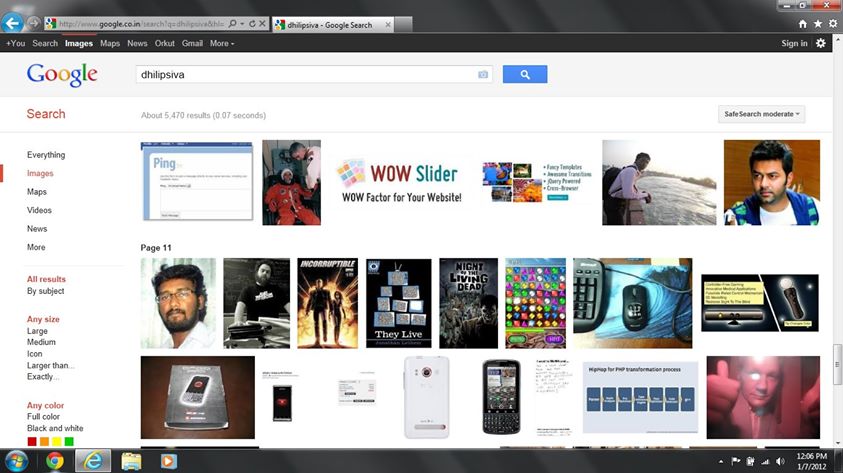 http://www.google.co.in/search?q=dhilipsiva&hl=
dhilipsiva - Google Search
+You Search Images Maps News Orkut Gmail More
Sign in
Google
dhilipsiva
Search
About 5,470 results (0.07 seconds)
SafeSearch moderate
Everything
Images
Maps
Videos
News
More
All results
By subject
Any size
Large
Medium
Icon
Larger than...
Exactly...
Any color
Full color
Black and white
Ping
WOW Slider
WOW Factor for Your Website!
Fancy Templates
Awesome Transitions
jQuery Powered
Cross-Browser
Page 11
INCORRUPTIBLE
They Live
Jonathan Lethem
NIGHT OF THE
LIVING
DEAD
Controller-Free Gaming
HipHop for PHP transformation process
12:06 PM
1/7/2012